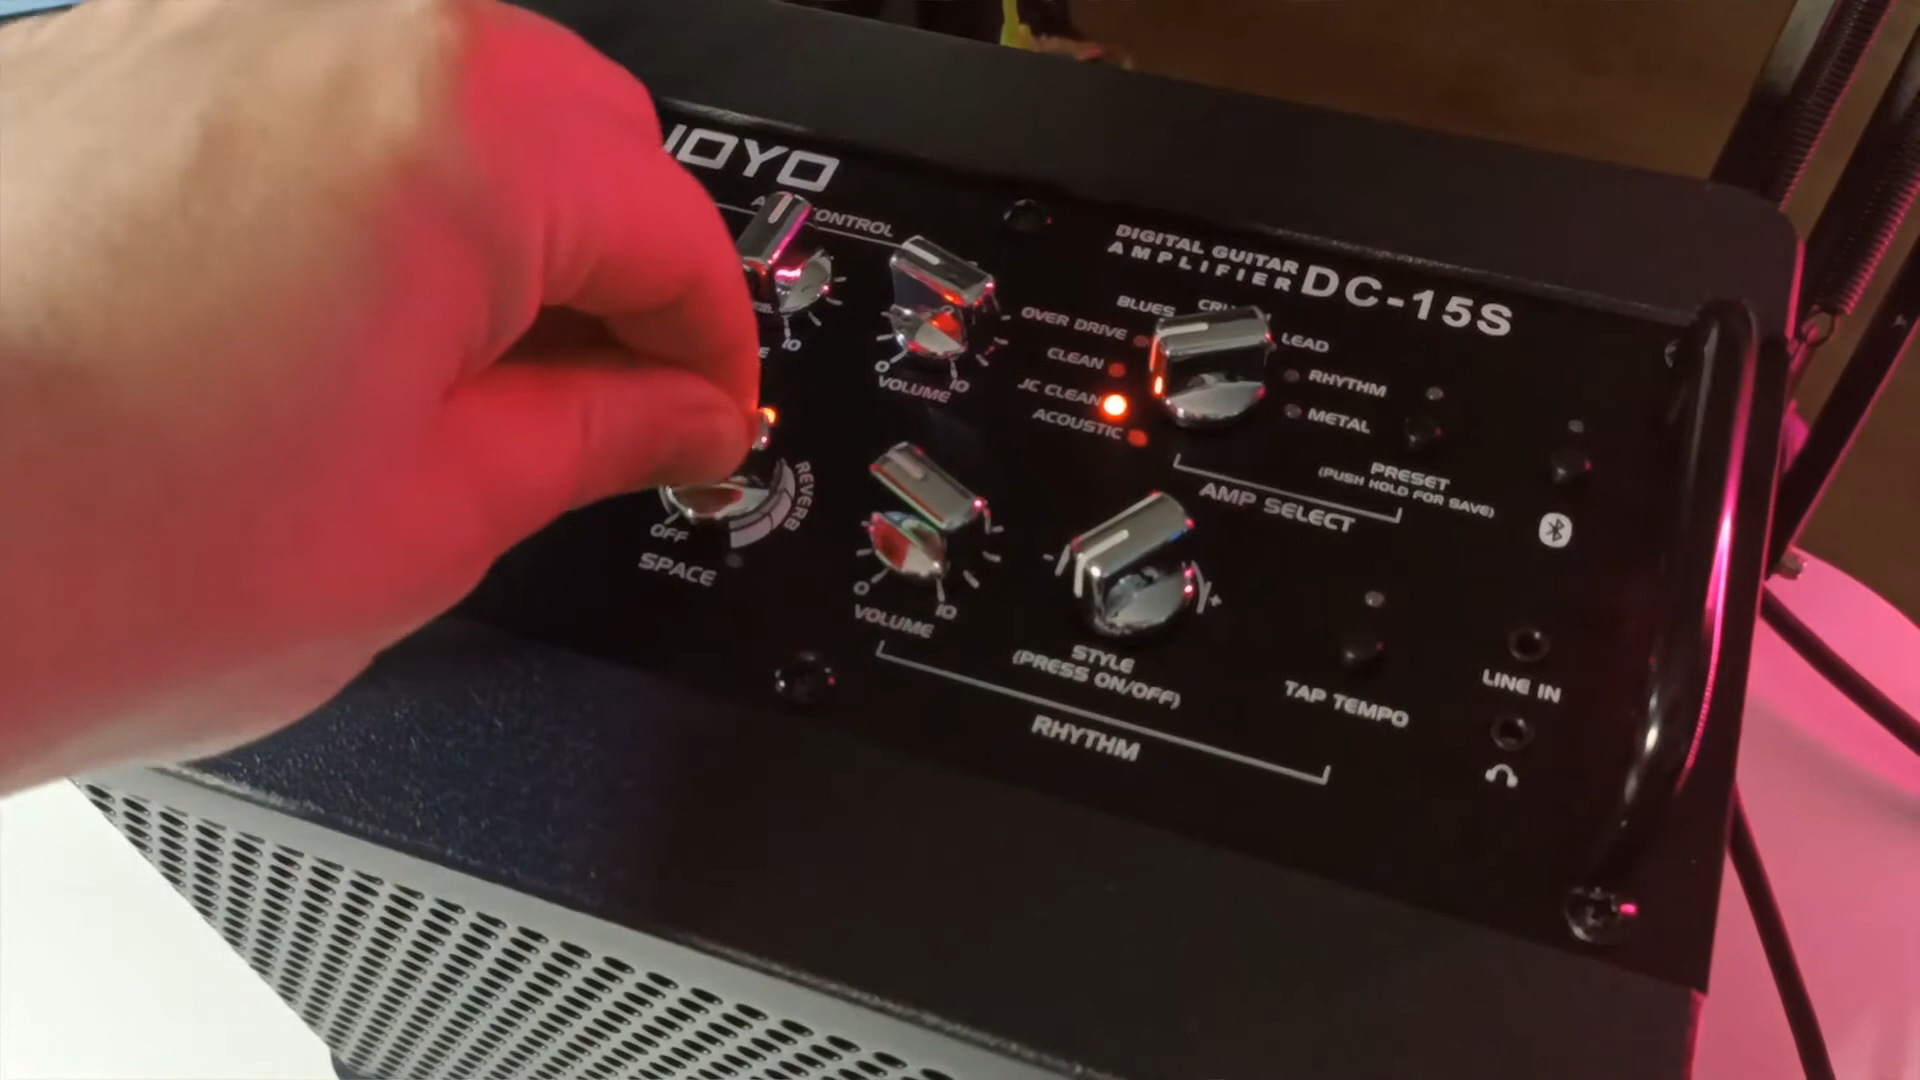 JOYO
CONTROL
DIGITAL GUITAR
AMPLIFIER DC-15S
BLUES
OVER DRIVE
CLEAN
JC CLEAN
ACOUSTIC
LEAD
RHYTHM
METAL
0 10
VOLUME
10
PRESET
(PUSH HOLD FOR SAVE)
AMP SELECT
REVERB
OFF
SPACE
0 10
VOLUME
- +
STYLE
(PRESS ON/OFF)
RHYTHM
TAP TEMPO
LINE IN